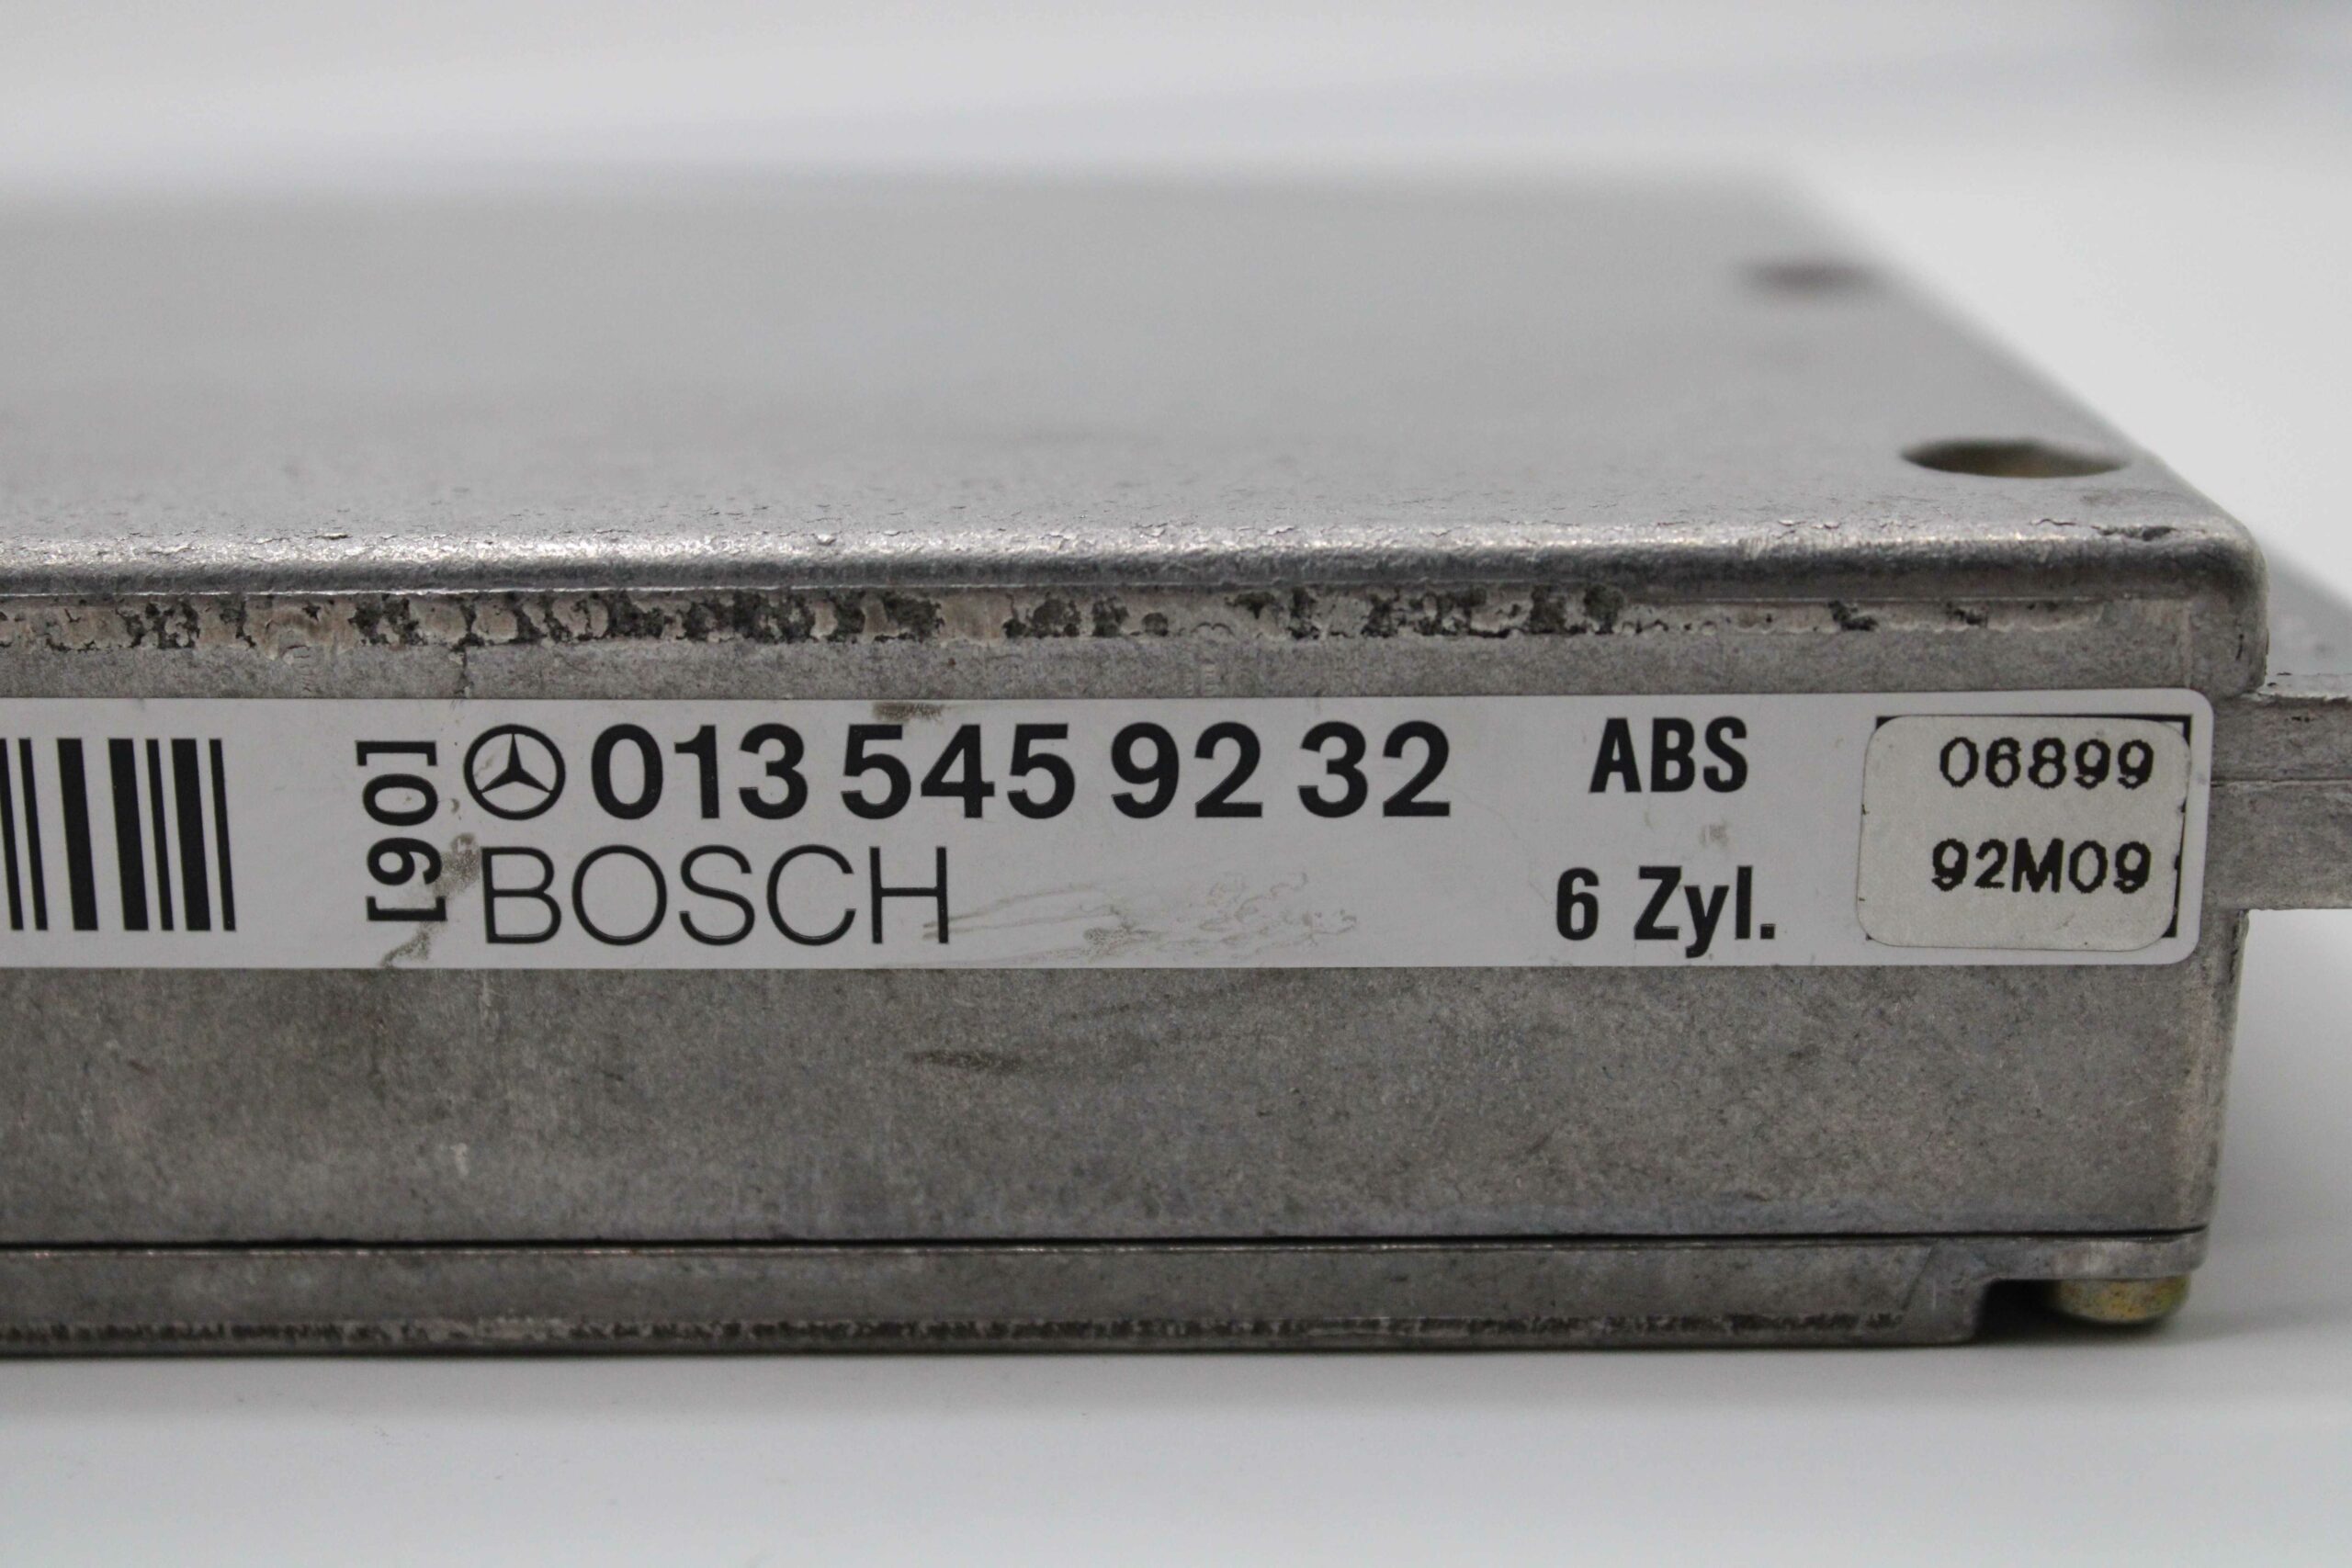 [90]
013 545 92 32
BOSCH
ABS
6 Zyl.
06899
92M09